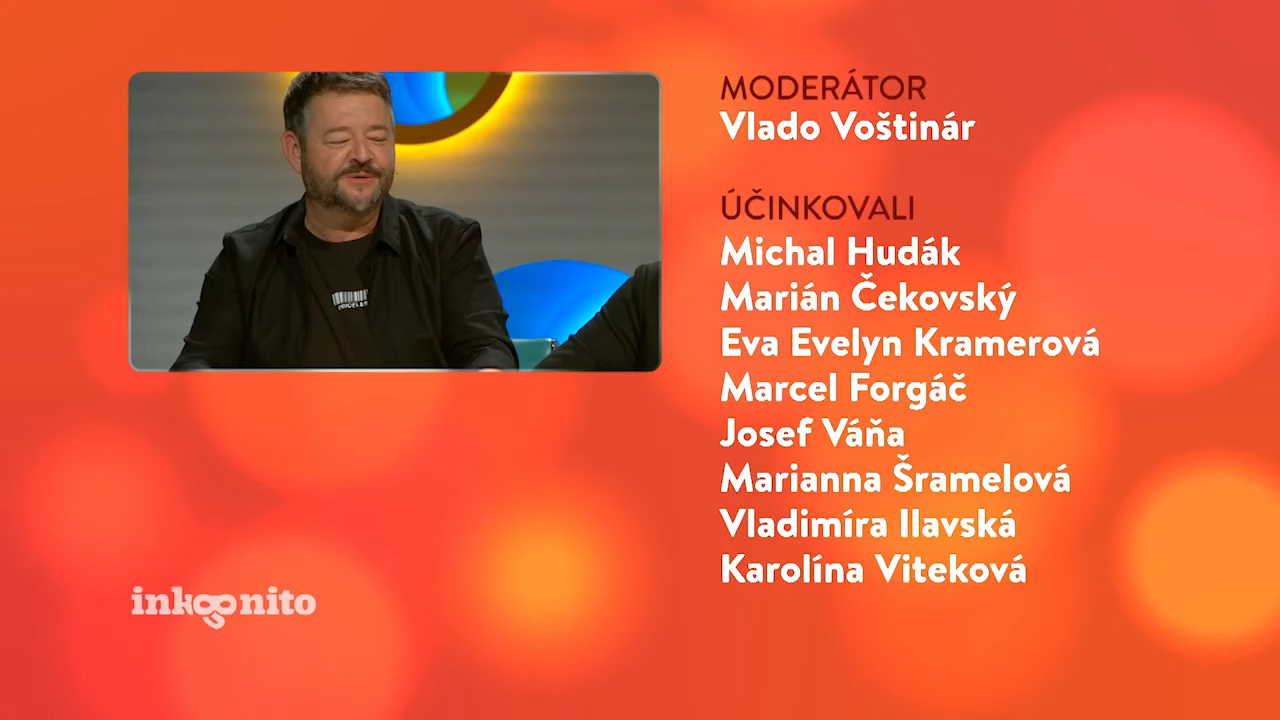 MODERÁTOR
Vlado Voštinár
ÚČINKOVALI
Michal Hudák
Marián Čekovský
Eva Evelyn Kramerová
Marcel Forgáč
Josef Váňa
Marianna Šramelová
Vladimíra Ilavská
Karolína Viteková
inkognito